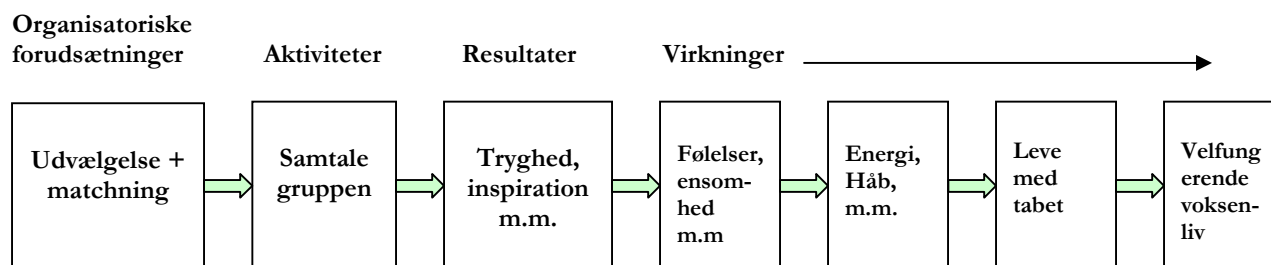 Organisatoriske
forudsætninger
Aktiviteter
Resultater
Virkninger
Udvælgelse +
matchning
Samtale
gruppen
Tryghed,
inspiration
m.m.
Følelser,
ensom-
hed
m.m
Energi,
Håb,
m.m.
Leve
med
tabet
Velfung
erende
voksen-
liv